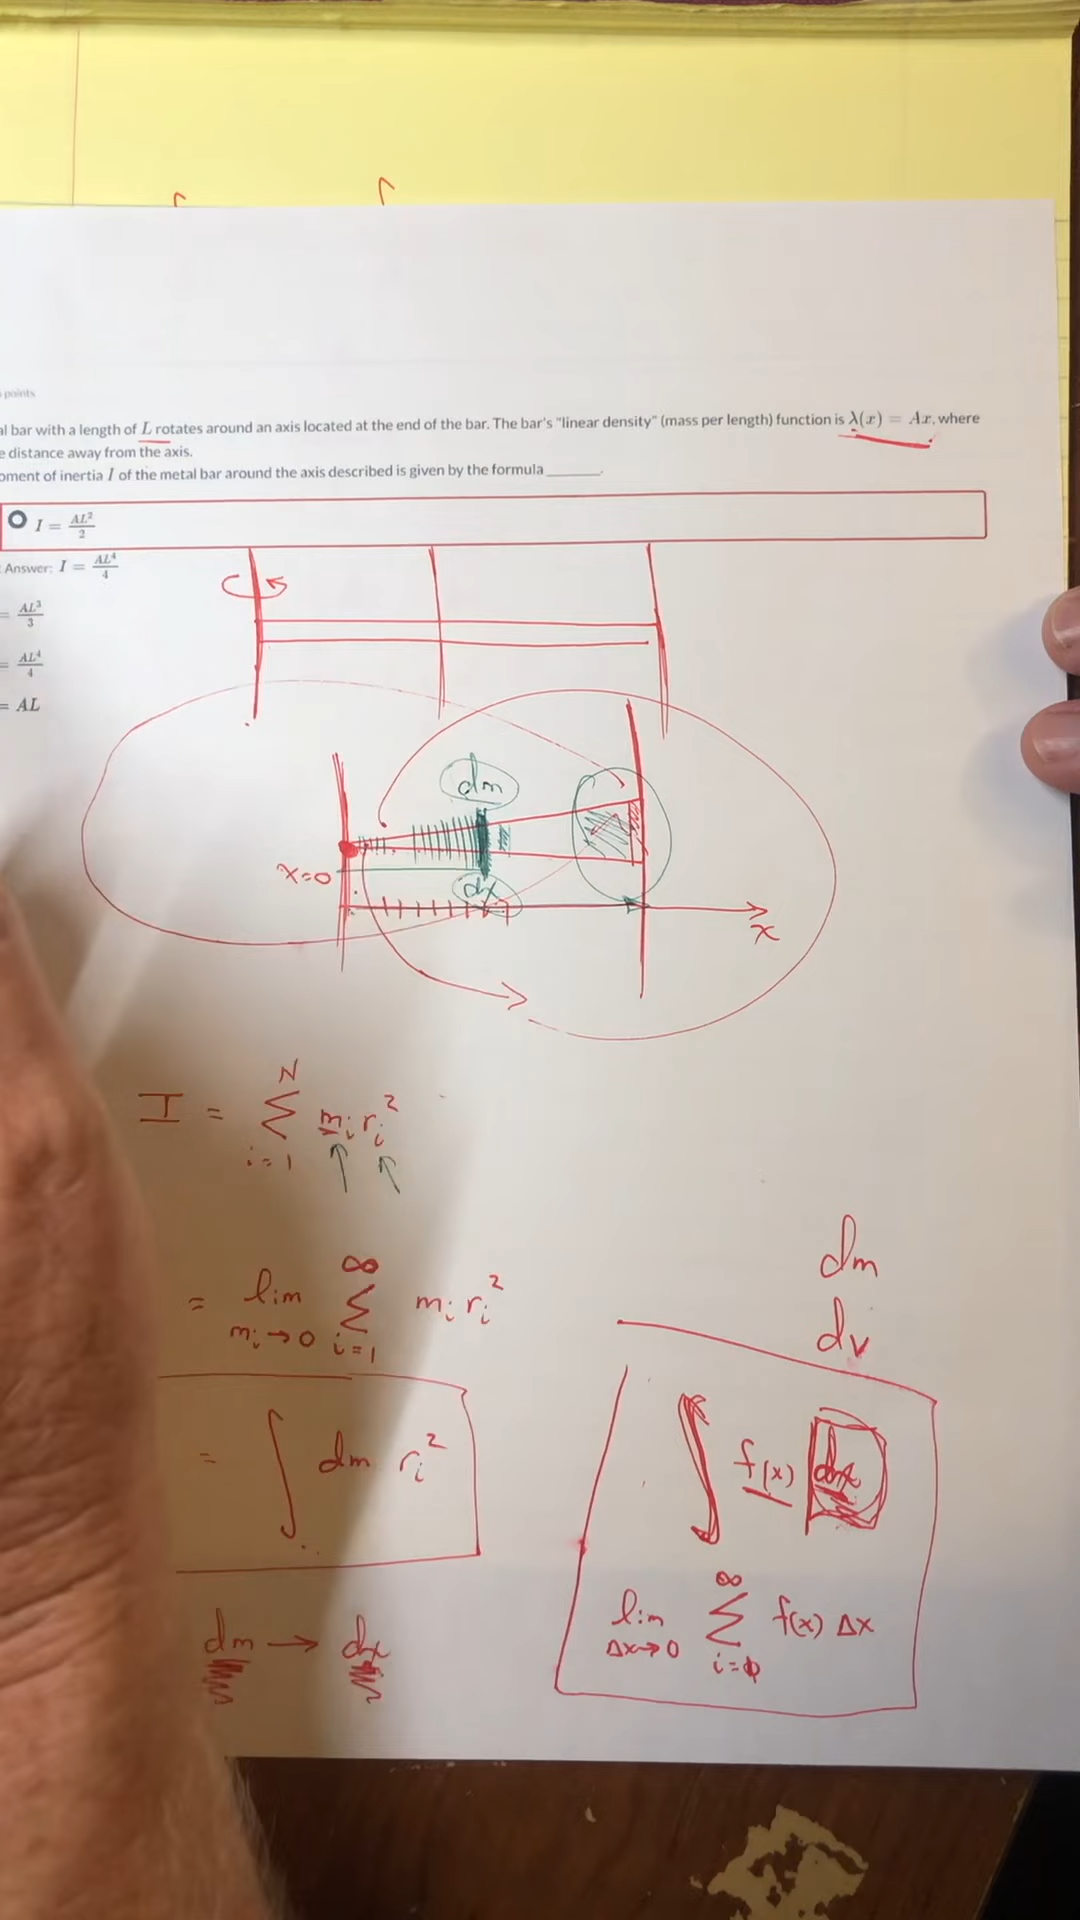 points
al bar with a length of L rotates around an axis located at the end of the bar. The bar's "linear density" (mass per length) function is λ(x) = Ax, where
e distance away from the axis.
oment of inertia I of the metal bar around the axis described is given by the formula ______.
I = AL²/2
Answer: I = AL⁴/4
= AL³/3
= AL⁴/4
= AL
dm
x=0
dx
x
I = Σ_{i=1}^{N} m_i r_i²
= lim_{m_i→0} Σ_{i=1}^{∞} m_i r_i²
= ∫ dm r_i²
dm → dx
dm
dv
∫ f(x) dx
lim_{Δx→0} Σ_{i=0}^{∞} f(x) Δx